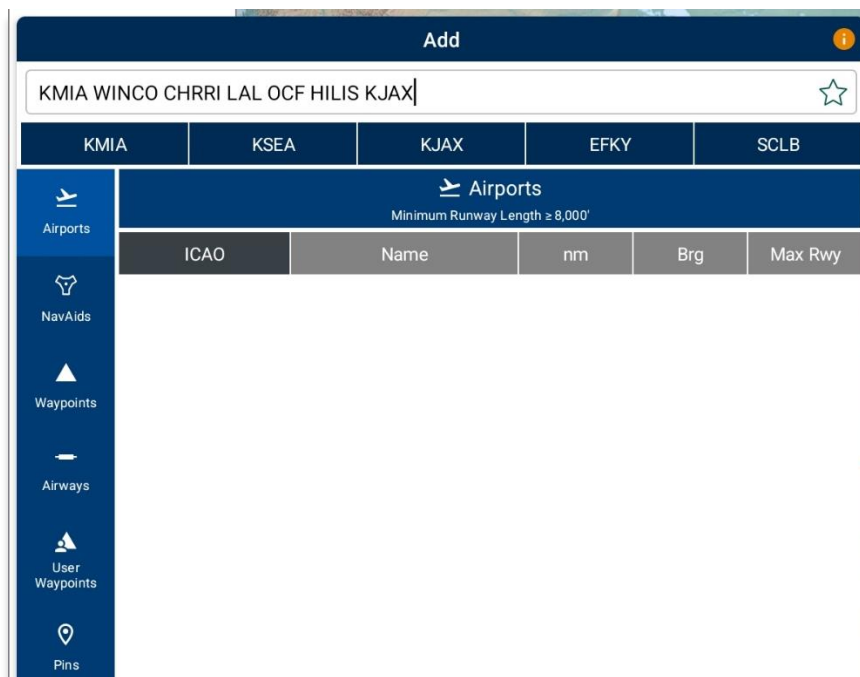 Add
i
KMIA WINCO CHRRI LAL OCF HILIS KJAX
KMIA KSEA KJAX EFKY SCLB
Airports
Minimum Runway Length ≥ 8,000'
ICAO Name nm Brg Max Rwy
Airports
NavAids
Waypoints
Airways
User
Waypoints
Pins